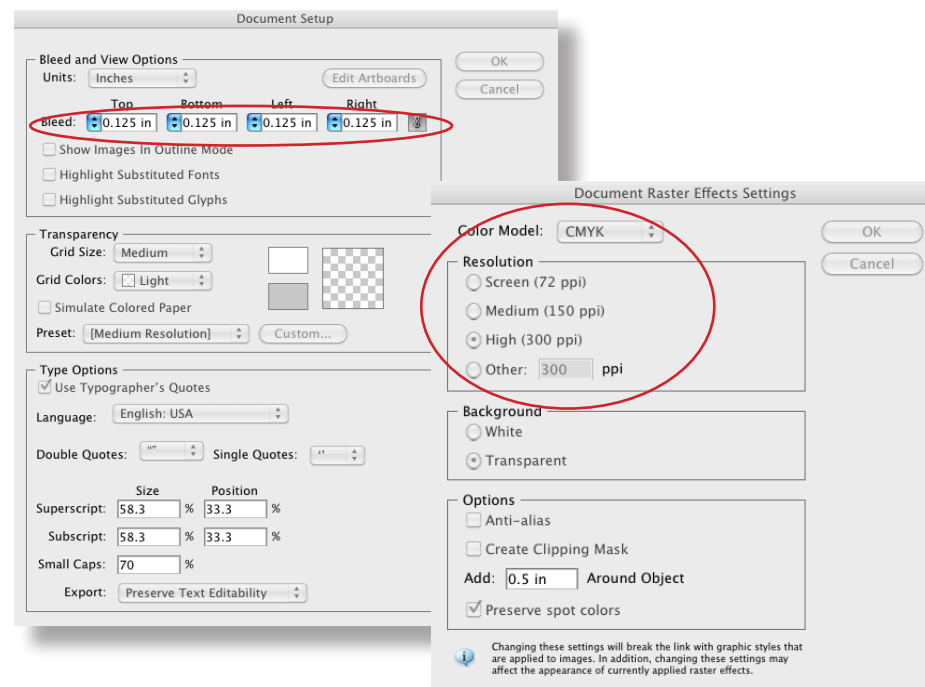 Document Setup
Bleed and View Options
Units: Inches
Edit Artboards
OK
Cancel
Top Bottom Left Right
Bleed: 0.125 in 0.125 in 0.125 in 0.125 in
Show Images In Outline Mode
Highlight Substituted Fonts
Highlight Substituted Glyphs
Transparency
Grid Size: Medium
Grid Colors: Light
Simulate Colored Paper
Preset: [Medium Resolution] Custom...
Type Options
Use Typographer's Quotes
Language: English: USA
Double Quotes: “” Single Quotes: ‘’
Size Position
Superscript: 58.3 % 33.3 %
Subscript: 58.3 % 33.3 %
Small Caps: 70 %
Export: Preserve Text Editability
Document Raster Effects Settings
Color Model: CMYK
OK
Cancel
Resolution
Screen (72 ppi)
Medium (150 ppi)
High (300 ppi)
Other: 300 ppi
Background
White
Transparent
Options
Anti-alias
Create Clipping Mask
Add: 0.5 in Around Object
Preserve spot colors
Changing these settings will break the link with graphic styles that
are applied to images. In addition, changing these settings may
affect the appearance of currently applied raster effects.